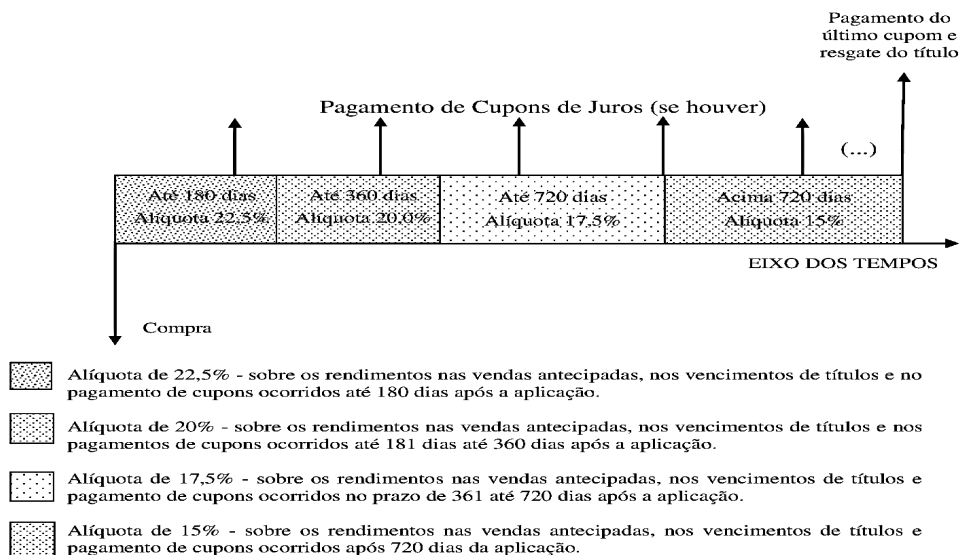 Pagamento do
último cupom e
resgate do título
Pagamento de Cupons de Juros (se houver)
(...)
Até 180 dias
Alíquota 22,5%
Até 360 dias
Alíquota 20,0%
Até 720 dias
Alíquota 17,5%
Acima 720 dias
Alíquota 15%
EIXO DOS TEMPOS
Compra
Alíquota de 22,5% - sobre os rendimentos nas vendas antecipadas, nos vencimentos de títulos e no
pagamento de cupons ocorridos até 180 dias após a aplicação.
Alíquota de 20% - sobre os rendimentos nas vendas antecipadas, nos vencimentos de títulos e nos
pagamentos de cupons ocorridos até 181 dias até 360 dias após a aplicação.
Alíquota de 17,5% - sobre os rendimentos nas vendas antecipadas, nos vencimentos de títulos e
pagamento de cupons ocorridos no prazo de 361 até 720 dias após a aplicação.
Alíquota de 15% - sobre os rendimentos nas vendas antecipadas, nos vencimentos de títulos e
pagamento de cupons ocorridos após 720 dias da aplicação.